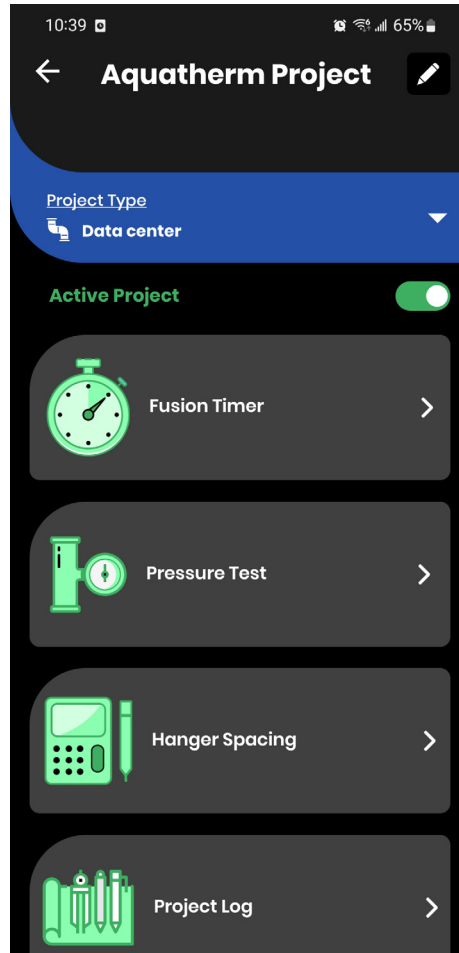 10:39 65%
Aquatherm Project
Project Type
Data center
Active Project
Fusion Timer
Pressure Test
Hanger Spacing
Project Log